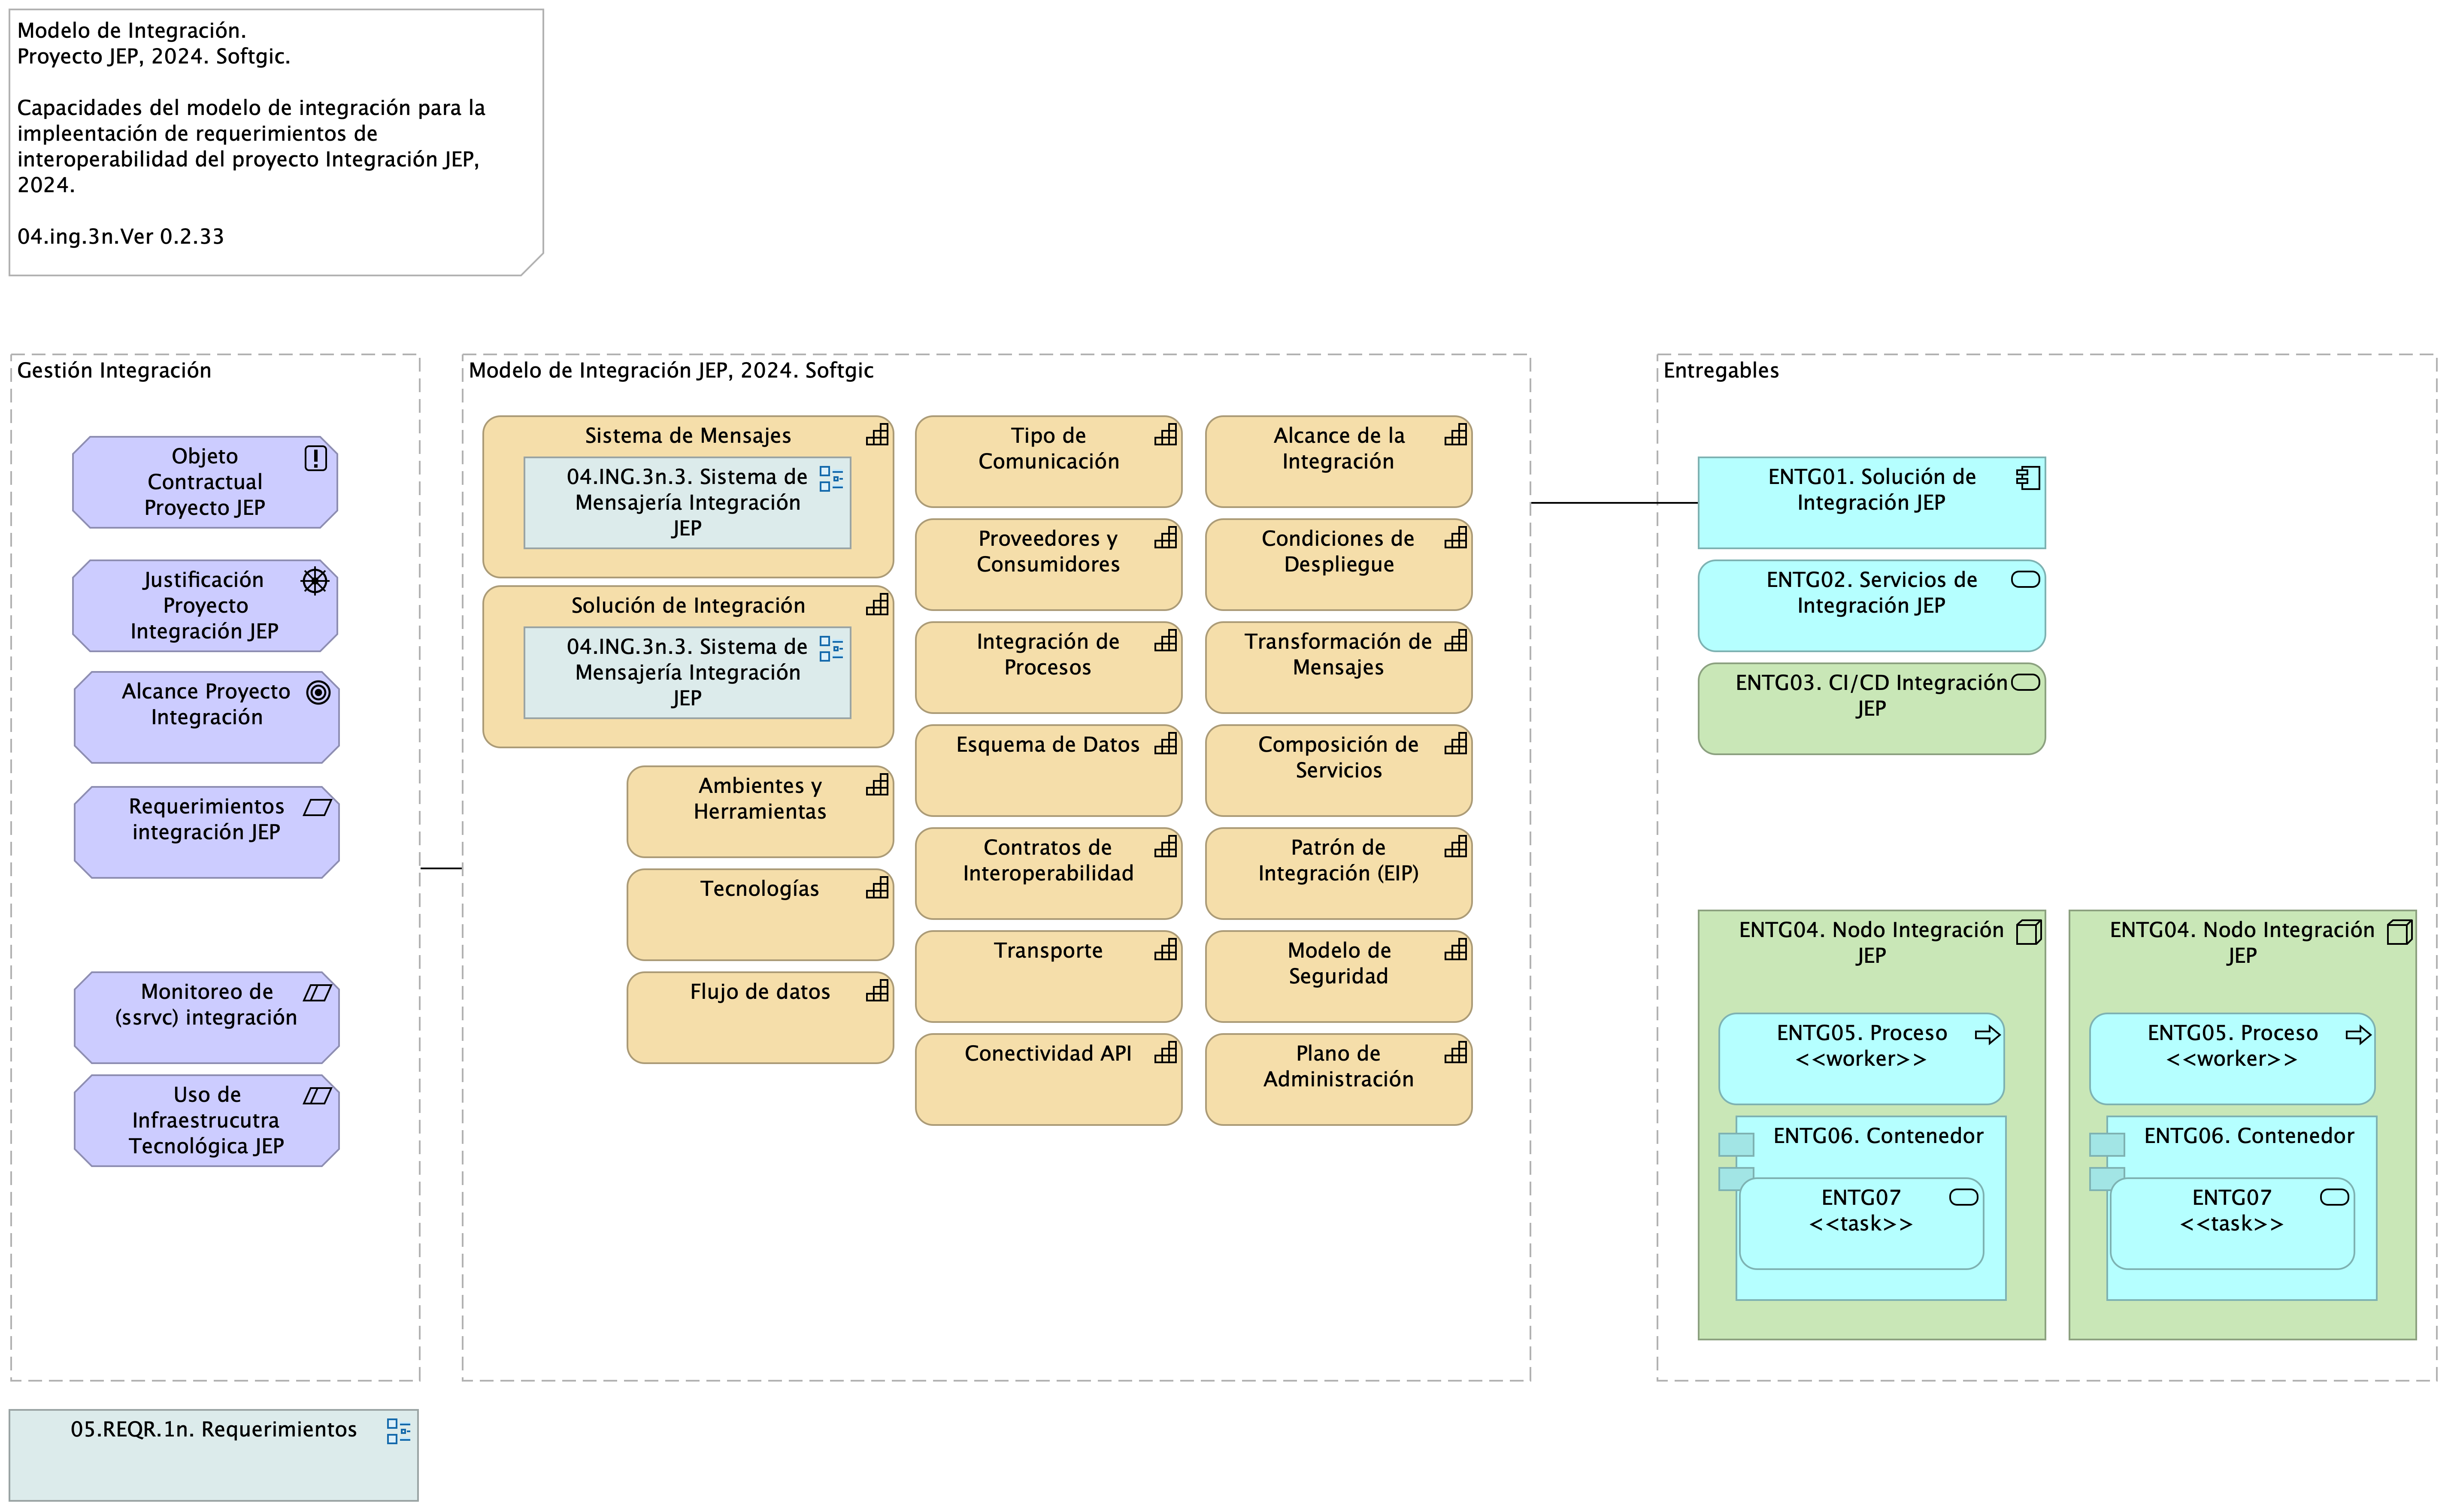 Modelo de Integración.
Proyecto JEP, 2024. Softgic.
Capacidades del modelo de integración para la
impleentación de requerimientos de
interoperabilidad del proyecto Integración JEP,
2024.
04.ing.3n.Ver 0.2.33
Gestión Integración
Objeto
Contractual
Proyecto JEP
Justificación
Proyecto
Integración JEP
Alcance Proyecto
Integración
Requerimientos
integración JEP
Monitoreo de
(ssrvc) integración
Uso de
Infraestrucutra
Tecnológica JEP
Modelo de Integración JEP, 2024. Softgic
Sistema de Mensajes
04.ING.3n.3. Sistema de
Mensajería Integración
JEP
Solución de Integración
04.ING.3n.3. Sistema de
Mensajería Integración
JEP
Ambientes y
Herramientas
Tecnologías
Flujo de datos
Tipo de
Comunicación
Proveedores y
Consumidores
Integración de
Procesos
Esquema de Datos
Contratos de
Interoperabilidad
Transporte
Conectividad API
Alcance de la
Integración
Condiciones de
Despliegue
Transformación de
Mensajes
Composición de
Servicios
Patrón de
Integración (EIP)
Modelo de
Seguridad
Plano de
Administración
Entregables
ENTG01. Solución de
Integración JEP
ENTG02. Servicios de
Integración JEP
ENTG03. CI/CD Integración
JEP
ENTG04. Nodo Integración
JEP
ENTG05. Proceso
<<worker>>
ENTG06. Contenedor
ENTG07
<<task>>
ENTG04. Nodo Integración
JEP
ENTG05. Proceso
<<worker>>
ENTG06. Contenedor
ENTG07
<<task>>
05.REQR.1n. Requerimientos